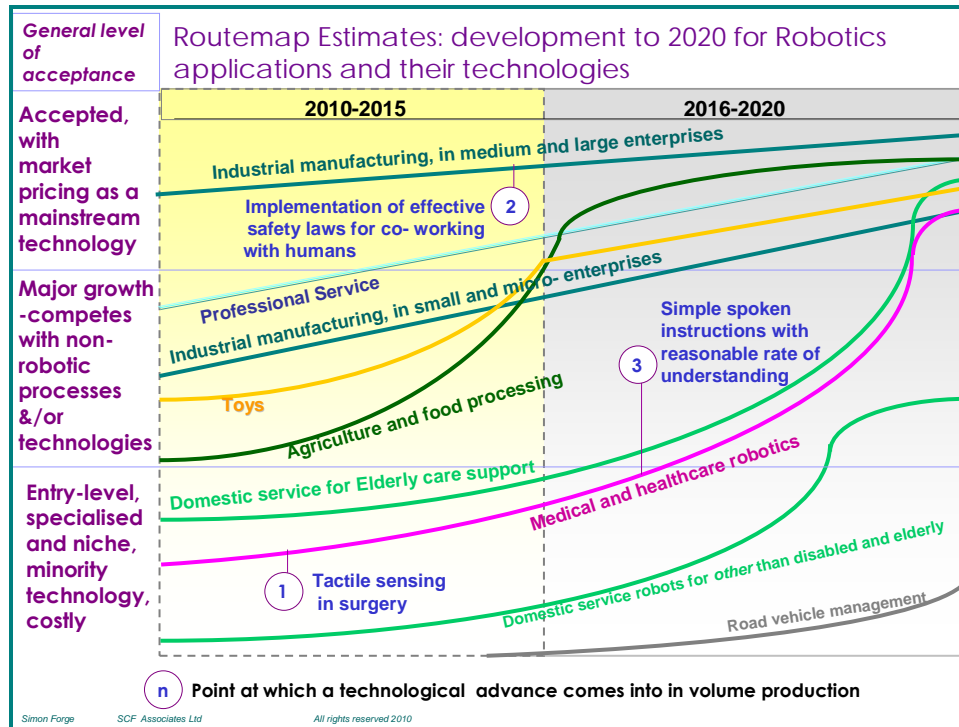 General level
of
acceptance
Routemap Estimates: development to 2020 for Robotics
applications and their technologies
2010-2015
2016-2020
Accepted,
with
market
pricing as a
mainstream
technology
Industrial manufacturing, in medium and large enterprises
Implementation of effective
safety laws for co- working
with humans
2
Major growth
-competes
with non-
robotic
processes
&/or
technologies
Professional Service
Industrial manufacturing, in small and micro- enterprises
Simple spoken
instructions with
reasonable rate of
understanding
3
Toys
Agriculture and food processing
Entry-level,
specialised
and niche,
minority
technology,
costly
Domestic service for Elderly care support
Medical and healthcare robotics
1
Tactile sensing
in surgery
Domestic service robots for other than disabled and elderly
Road vehicle management
n Point at which a technological advance comes into in volume production
Simon Forge SCF Associates Ltd All rights reserved 2010